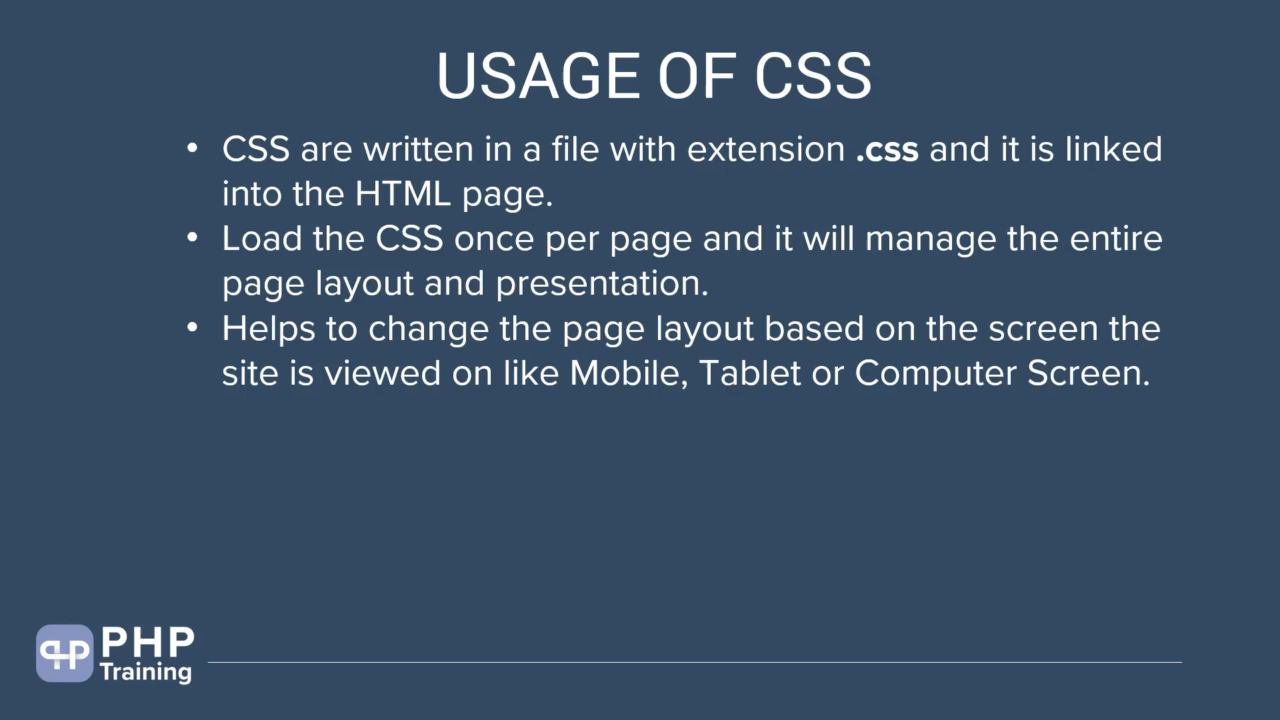 USAGE OF CSS
• CSS are written in a file with extension .css and it is linked
into the HTML page.
• Load the CSS once per page and it will manage the entire
page layout and presentation.
• Helps to change the page layout based on the screen the
site is viewed on like Mobile, Tablet or Computer Screen.
PHP
Training